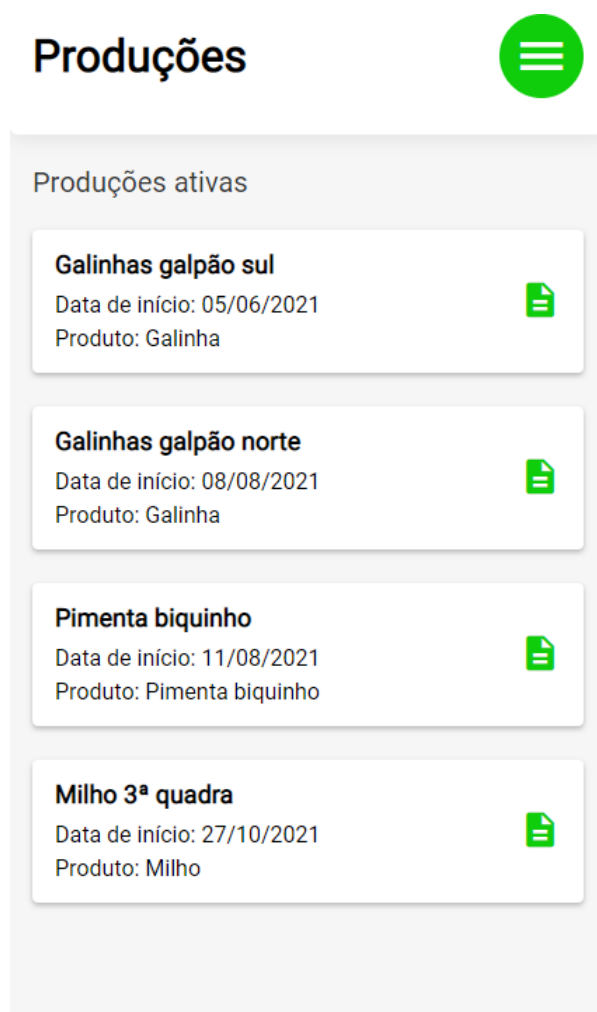 Produções
Produções ativas
Galinhas galpão sul
Data de início: 05/06/2021
Produto: Galinha
Galinhas galpão norte
Data de início: 08/08/2021
Produto: Galinha
Pimenta biquinho
Data de início: 11/08/2021
Produto: Pimenta biquinho
Milho 3ª quadra
Data de início: 27/10/2021
Produto: Milho